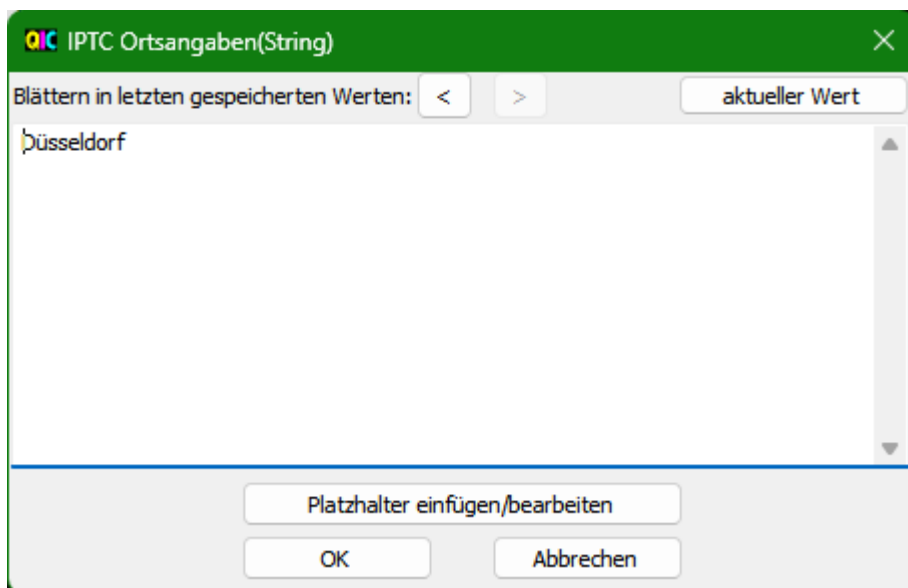 QIC IPTC Ortsangaben(String)
Blättern in letzten gespeicherten Werten: < > aktueller Wert
Düsseldorf
Platzhalter einfügen/bearbeiten
OK Abbrechen